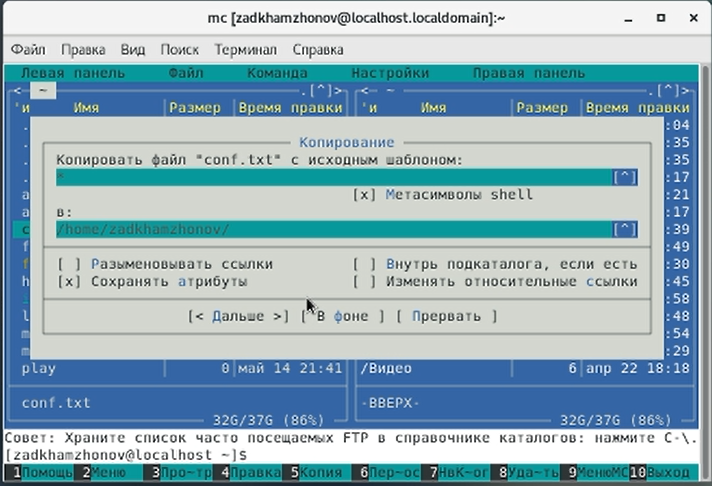 mc [zadkhamzhonov@localhost.localdomain]:~
Файл Правка Вид Поиск Терминал Справка
Левая панель Файл Команда Настройки Правая панель
<- ~ .[^]> <- ~ .[^]>
'и Имя Размер Время правки 'и Имя Размер Время правки
:04
:35
Копирование
:35
Копировать файл "conf.txt" с исходным шаблоном:
:17
* [^]
[x] Метасимволы shell
:21
в:
:17
/home/zadkhamzhonov/ [^]
:39
:49
[ ] Разыменовывать ссылки [ ] Внутрь подкаталога, если есть
:30
[x] Сохранять атрибуты [ ] Изменять относительные ссылки
:45
:58
[< Дальше >] [ В фоне ] [ Прервать ]
:48
:54
:29
play 0 май 14 21:41 /Видео 6 апр 22 18:18
conf.txt -ВВЕРХ-
32G/37G (86%) 32G/37G (86%)
Совет: Храните список часто посещаемых FTP в справочнике каталогов: нажмите C-\.
[zadkhamzhonov@localhost ~]$
1Помощь 2Меню 3Про~тр 4Правка 5Копия 6Пер~ос 7НвК~ог 8Уда~ть 9МенюMC 10Выход